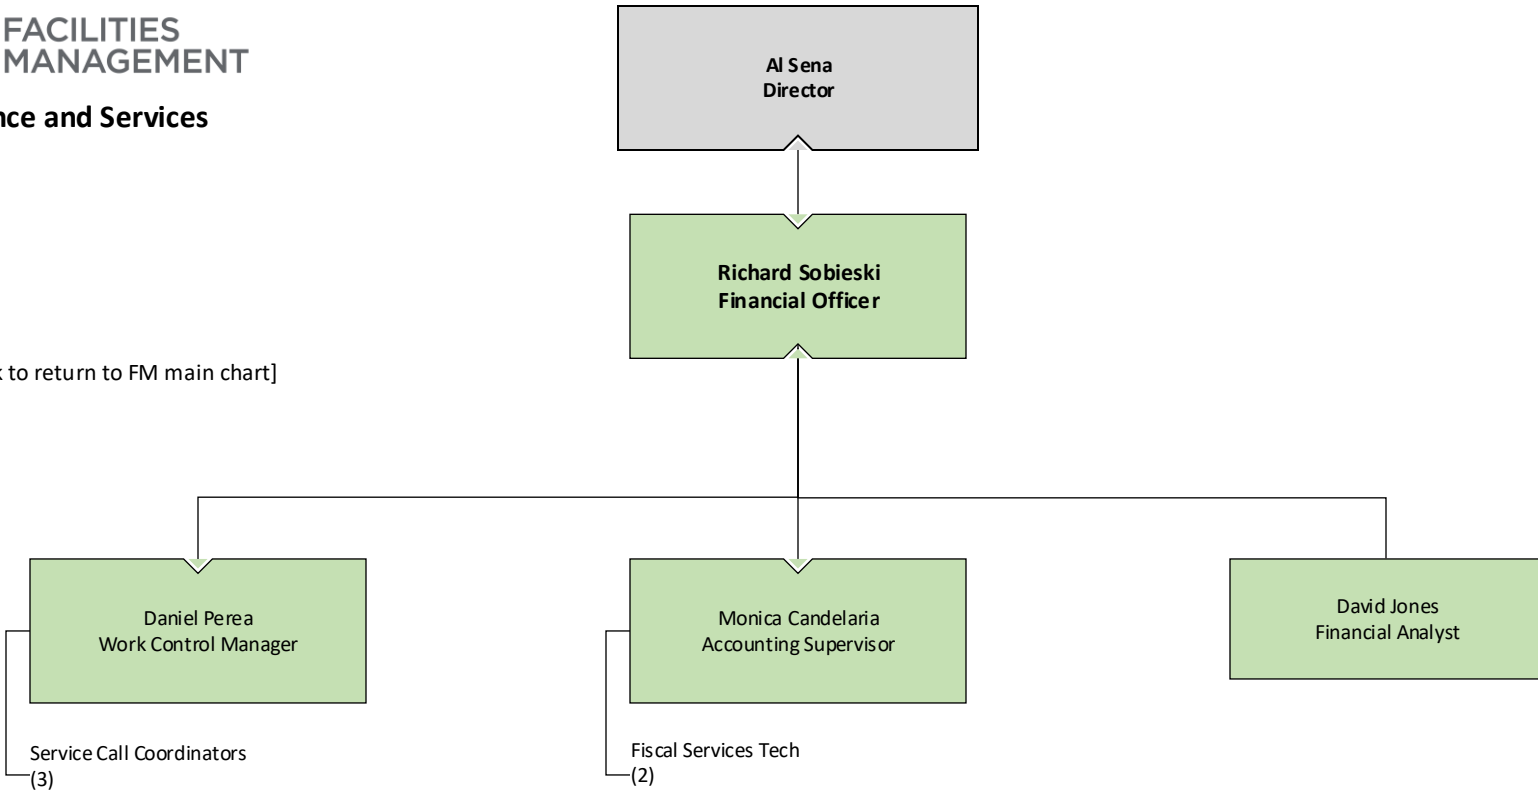 FACILITIES
MANAGEMENT
nce and Services
Al Sena
Director
Richard Sobieski
Financial Officer
to return to FM main chart]
Daniel Perea
Work Control Manager
Monica Candelaria
Accounting Supervisor
David Jones
Financial Analyst
Service Call Coordinators
(3)
Fiscal Services Tech
(2)